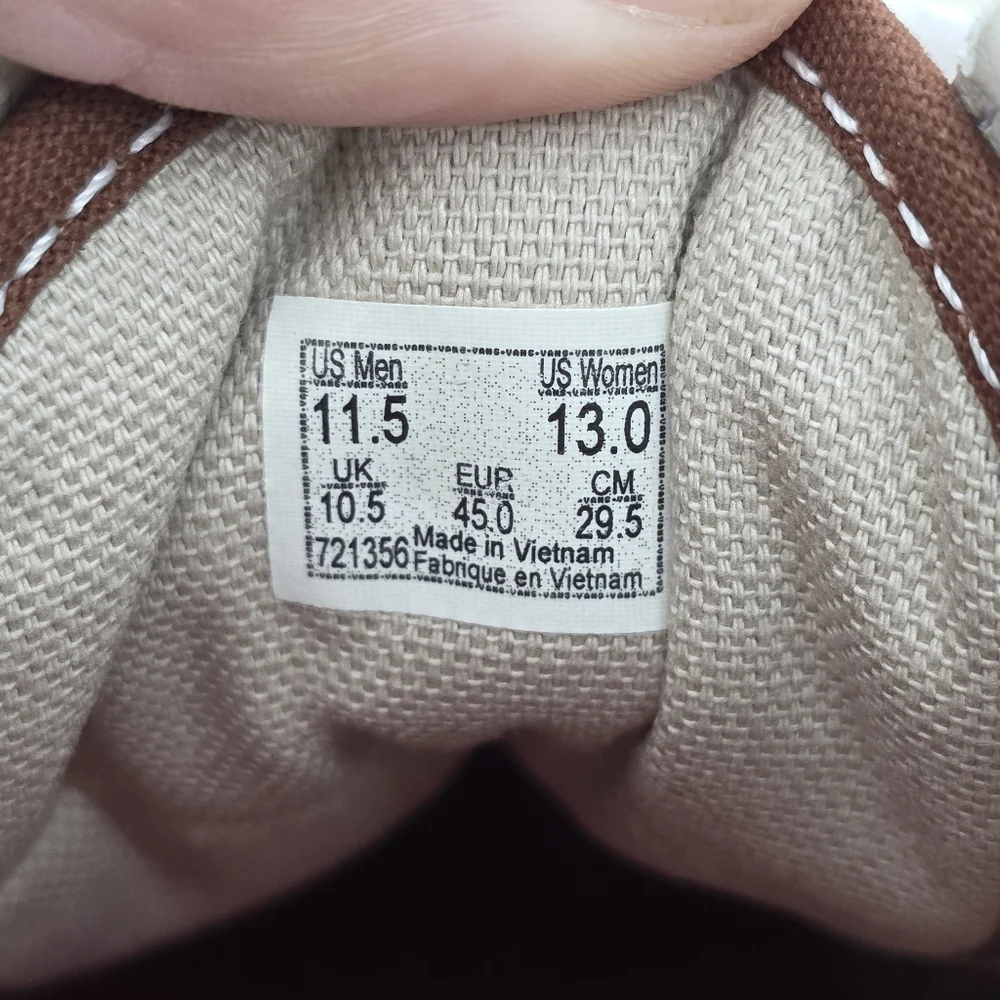 US Men US Women
11.5 13.0
UK EUR CM
10.5 45.0 29.5
721356 Made in Vietnam
Fabrique en Vietnam